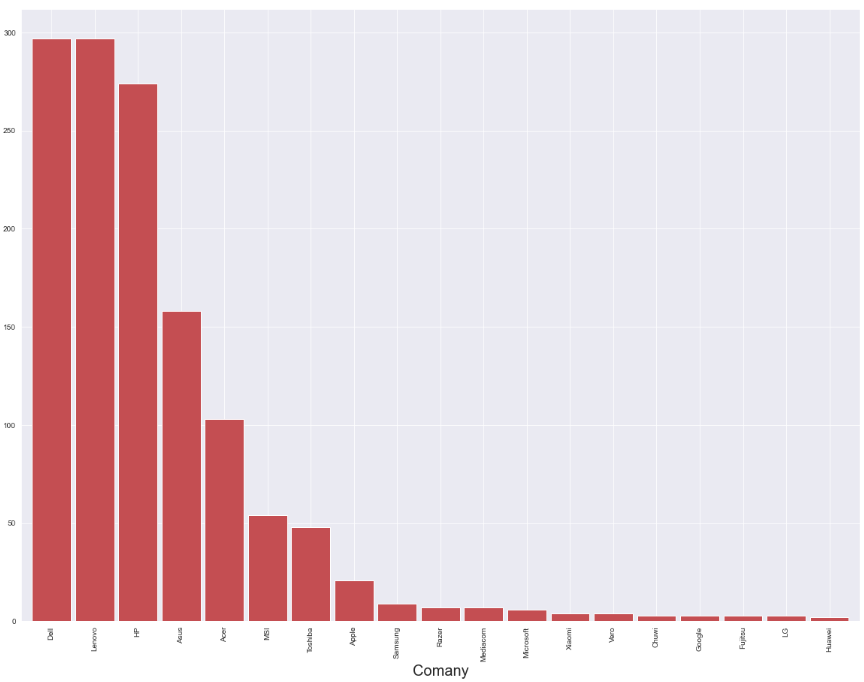 300
250
200
150
100
50
0
Dell
Lenovo
HP
Asus
Acer
MSI
Toshiba
Apple
Samsung
Razer
Mediacom
Microsoft
Xiaomi
Vero
Chuwi
Google
Fujitsu
LG
Huawei
Comany